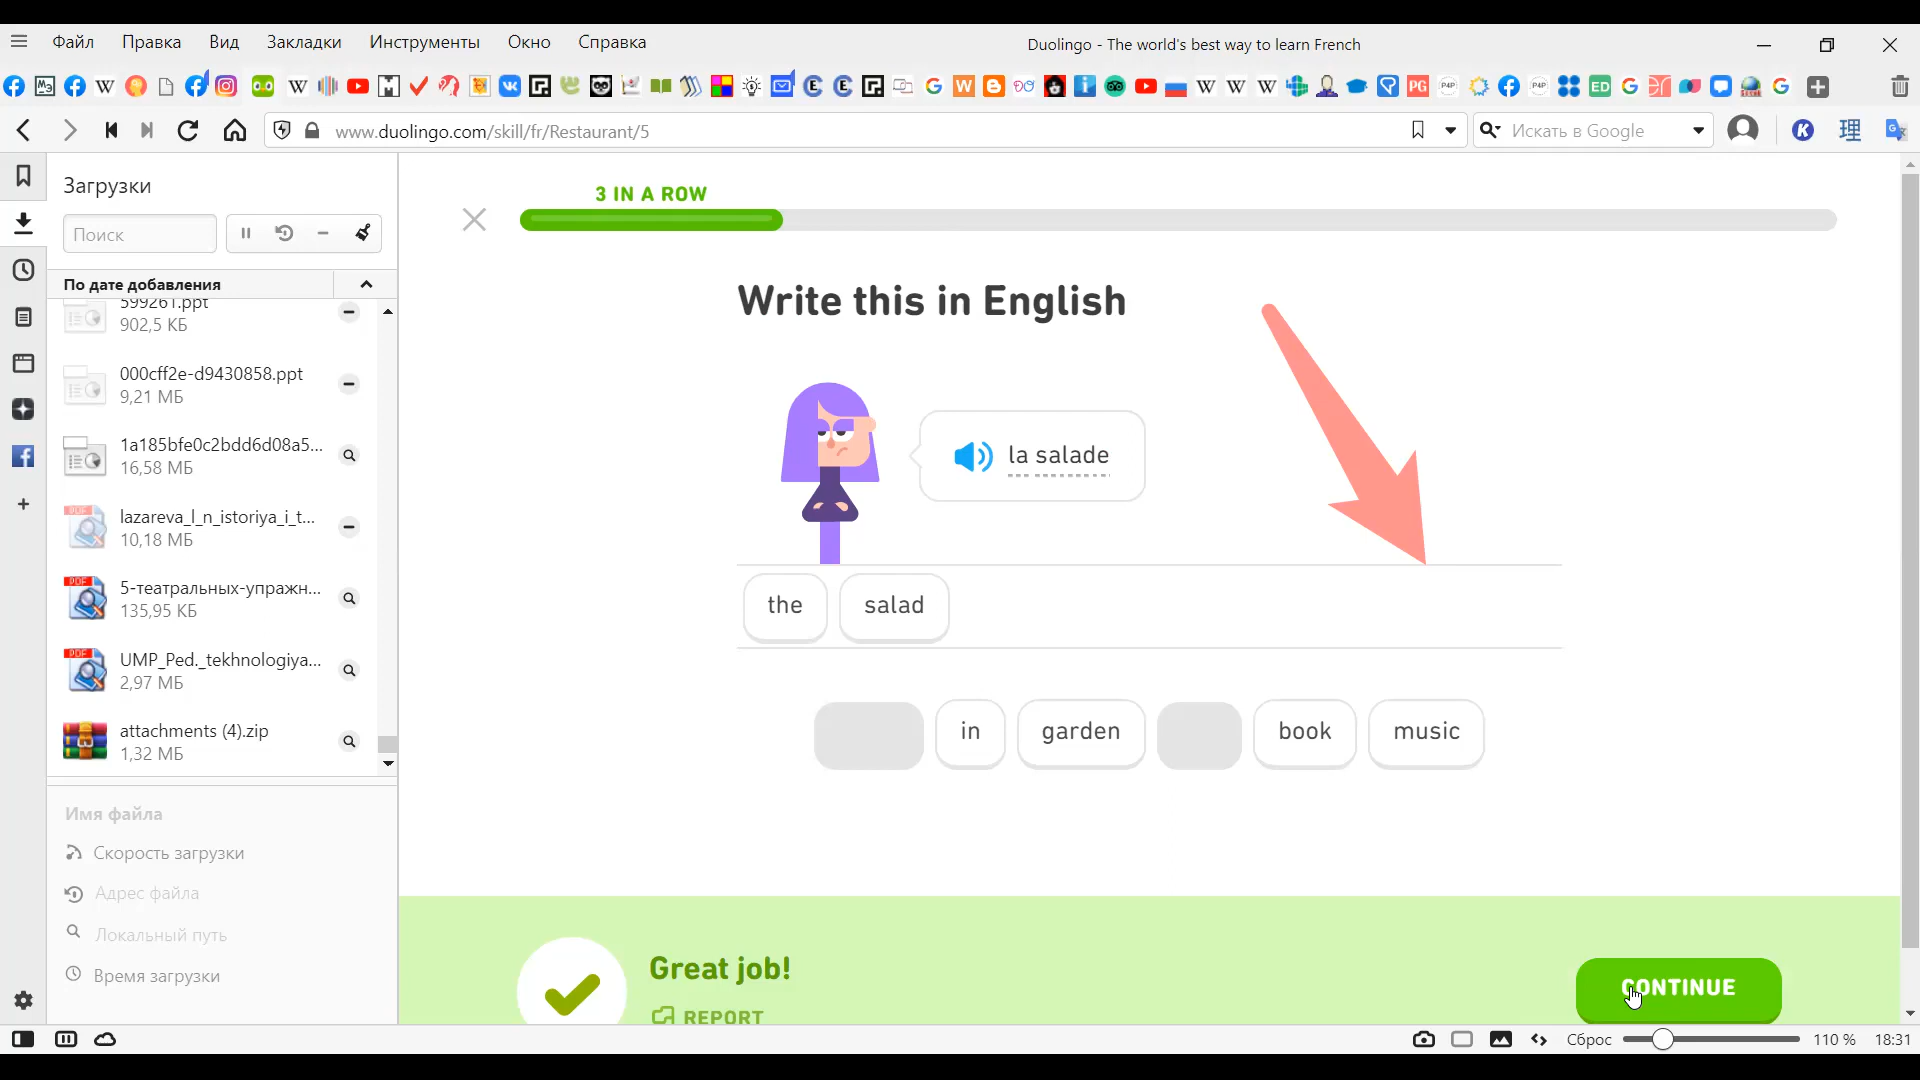 Файл Правка Вид Закладки Инструменты Окно Справка
Duolingo - The world's best way to learn French
www.duolingo.com/skill/fr/Restaurant/5
Искать в Google
Загрузки
Поиск
По дате добавления
599261.ppt
902,5 КБ
000cff2e-d9430858.ppt
9,21 МБ
1a185bfe0c2bdd6d08a5...
16,58 МБ
lazareva_l_n_istoriya_i_t...
10,18 МБ
5-театральных-упражн...
135,95 КБ
UMP_Ped._tekhnologiya...
2,97 МБ
attachments (4).zip
1,32 МБ
Имя файла
Скорость загрузки
Адрес файла
Локальный путь
Время загрузки
3 IN A ROW
Write this in English
la salade
the salad
in garden book music
Great job!
REPORT
CONTINUE
Сброс 110 % 18:31